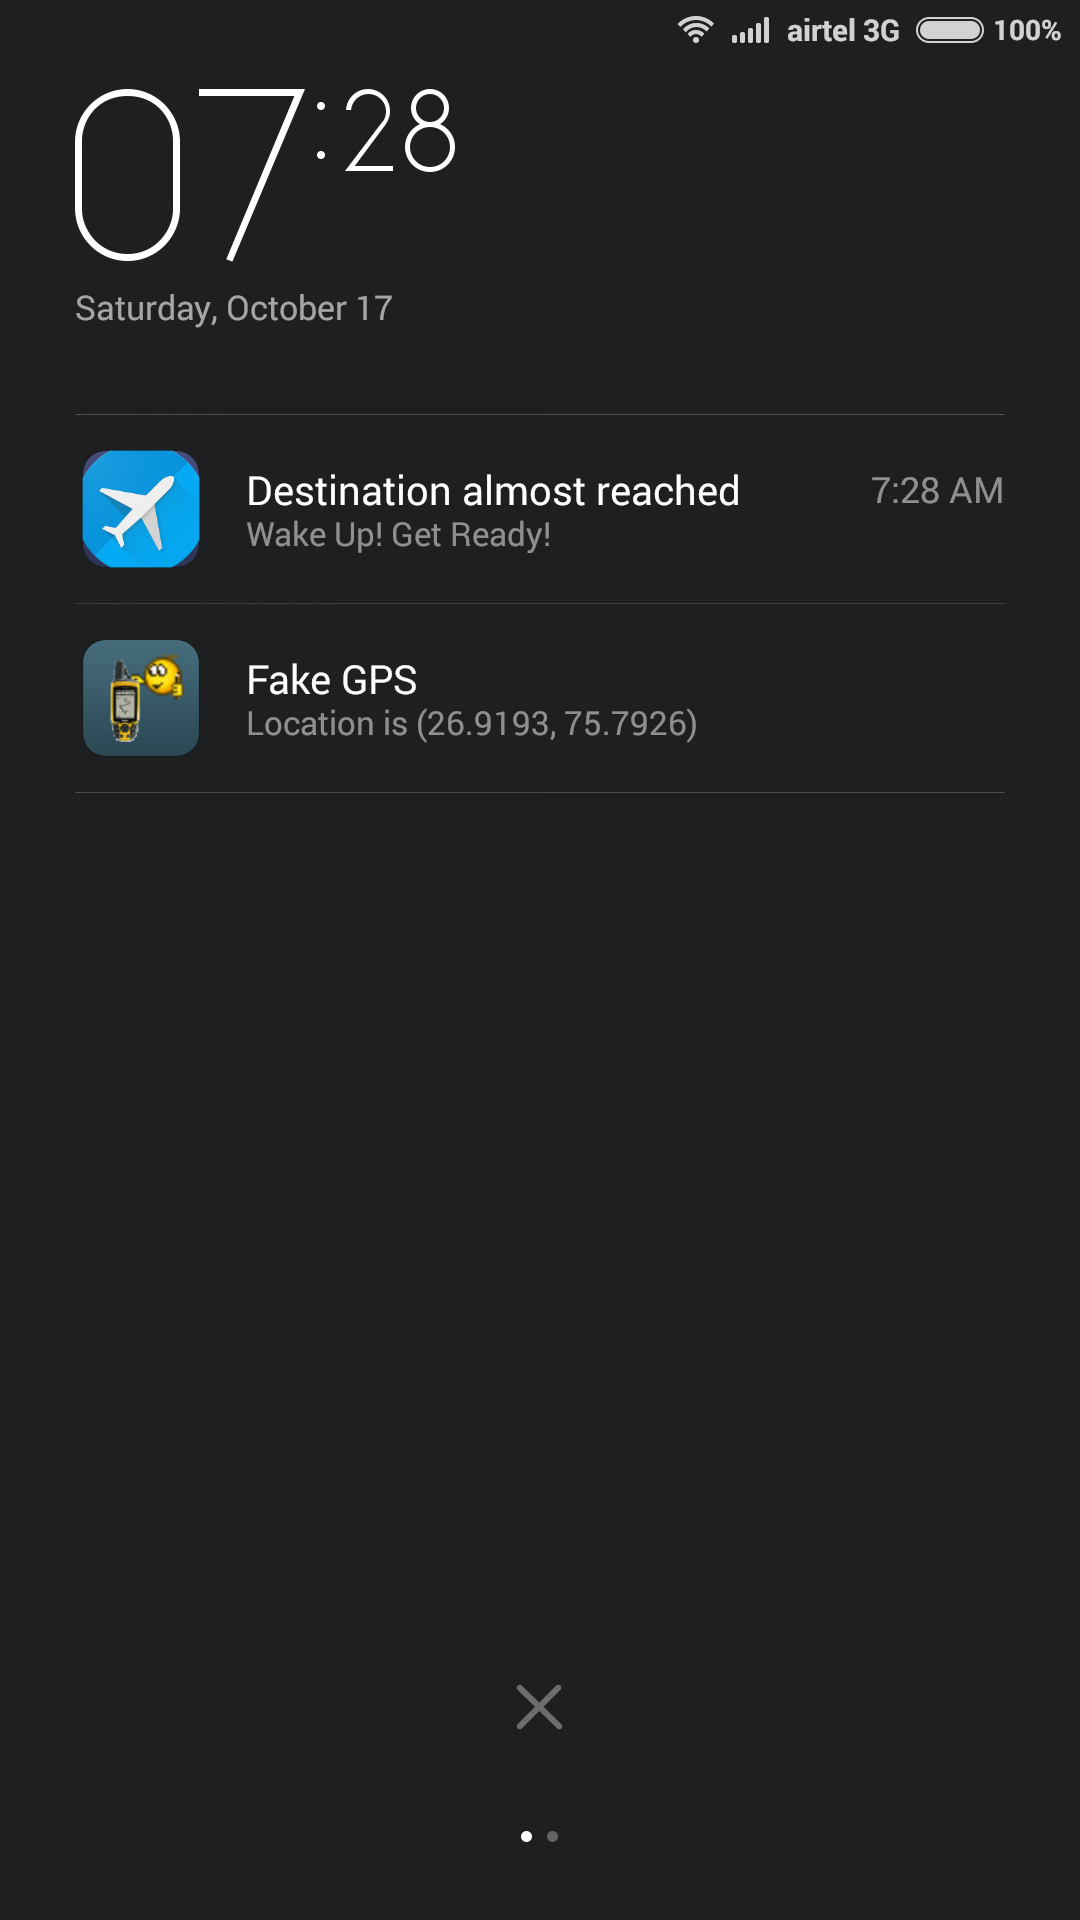 airtel 3G 100%
07:28
Saturday, October 17
Destination almost reached 7:28 AM
Wake Up! Get Ready!
Fake GPS
Location is (26.9193, 75.7926)